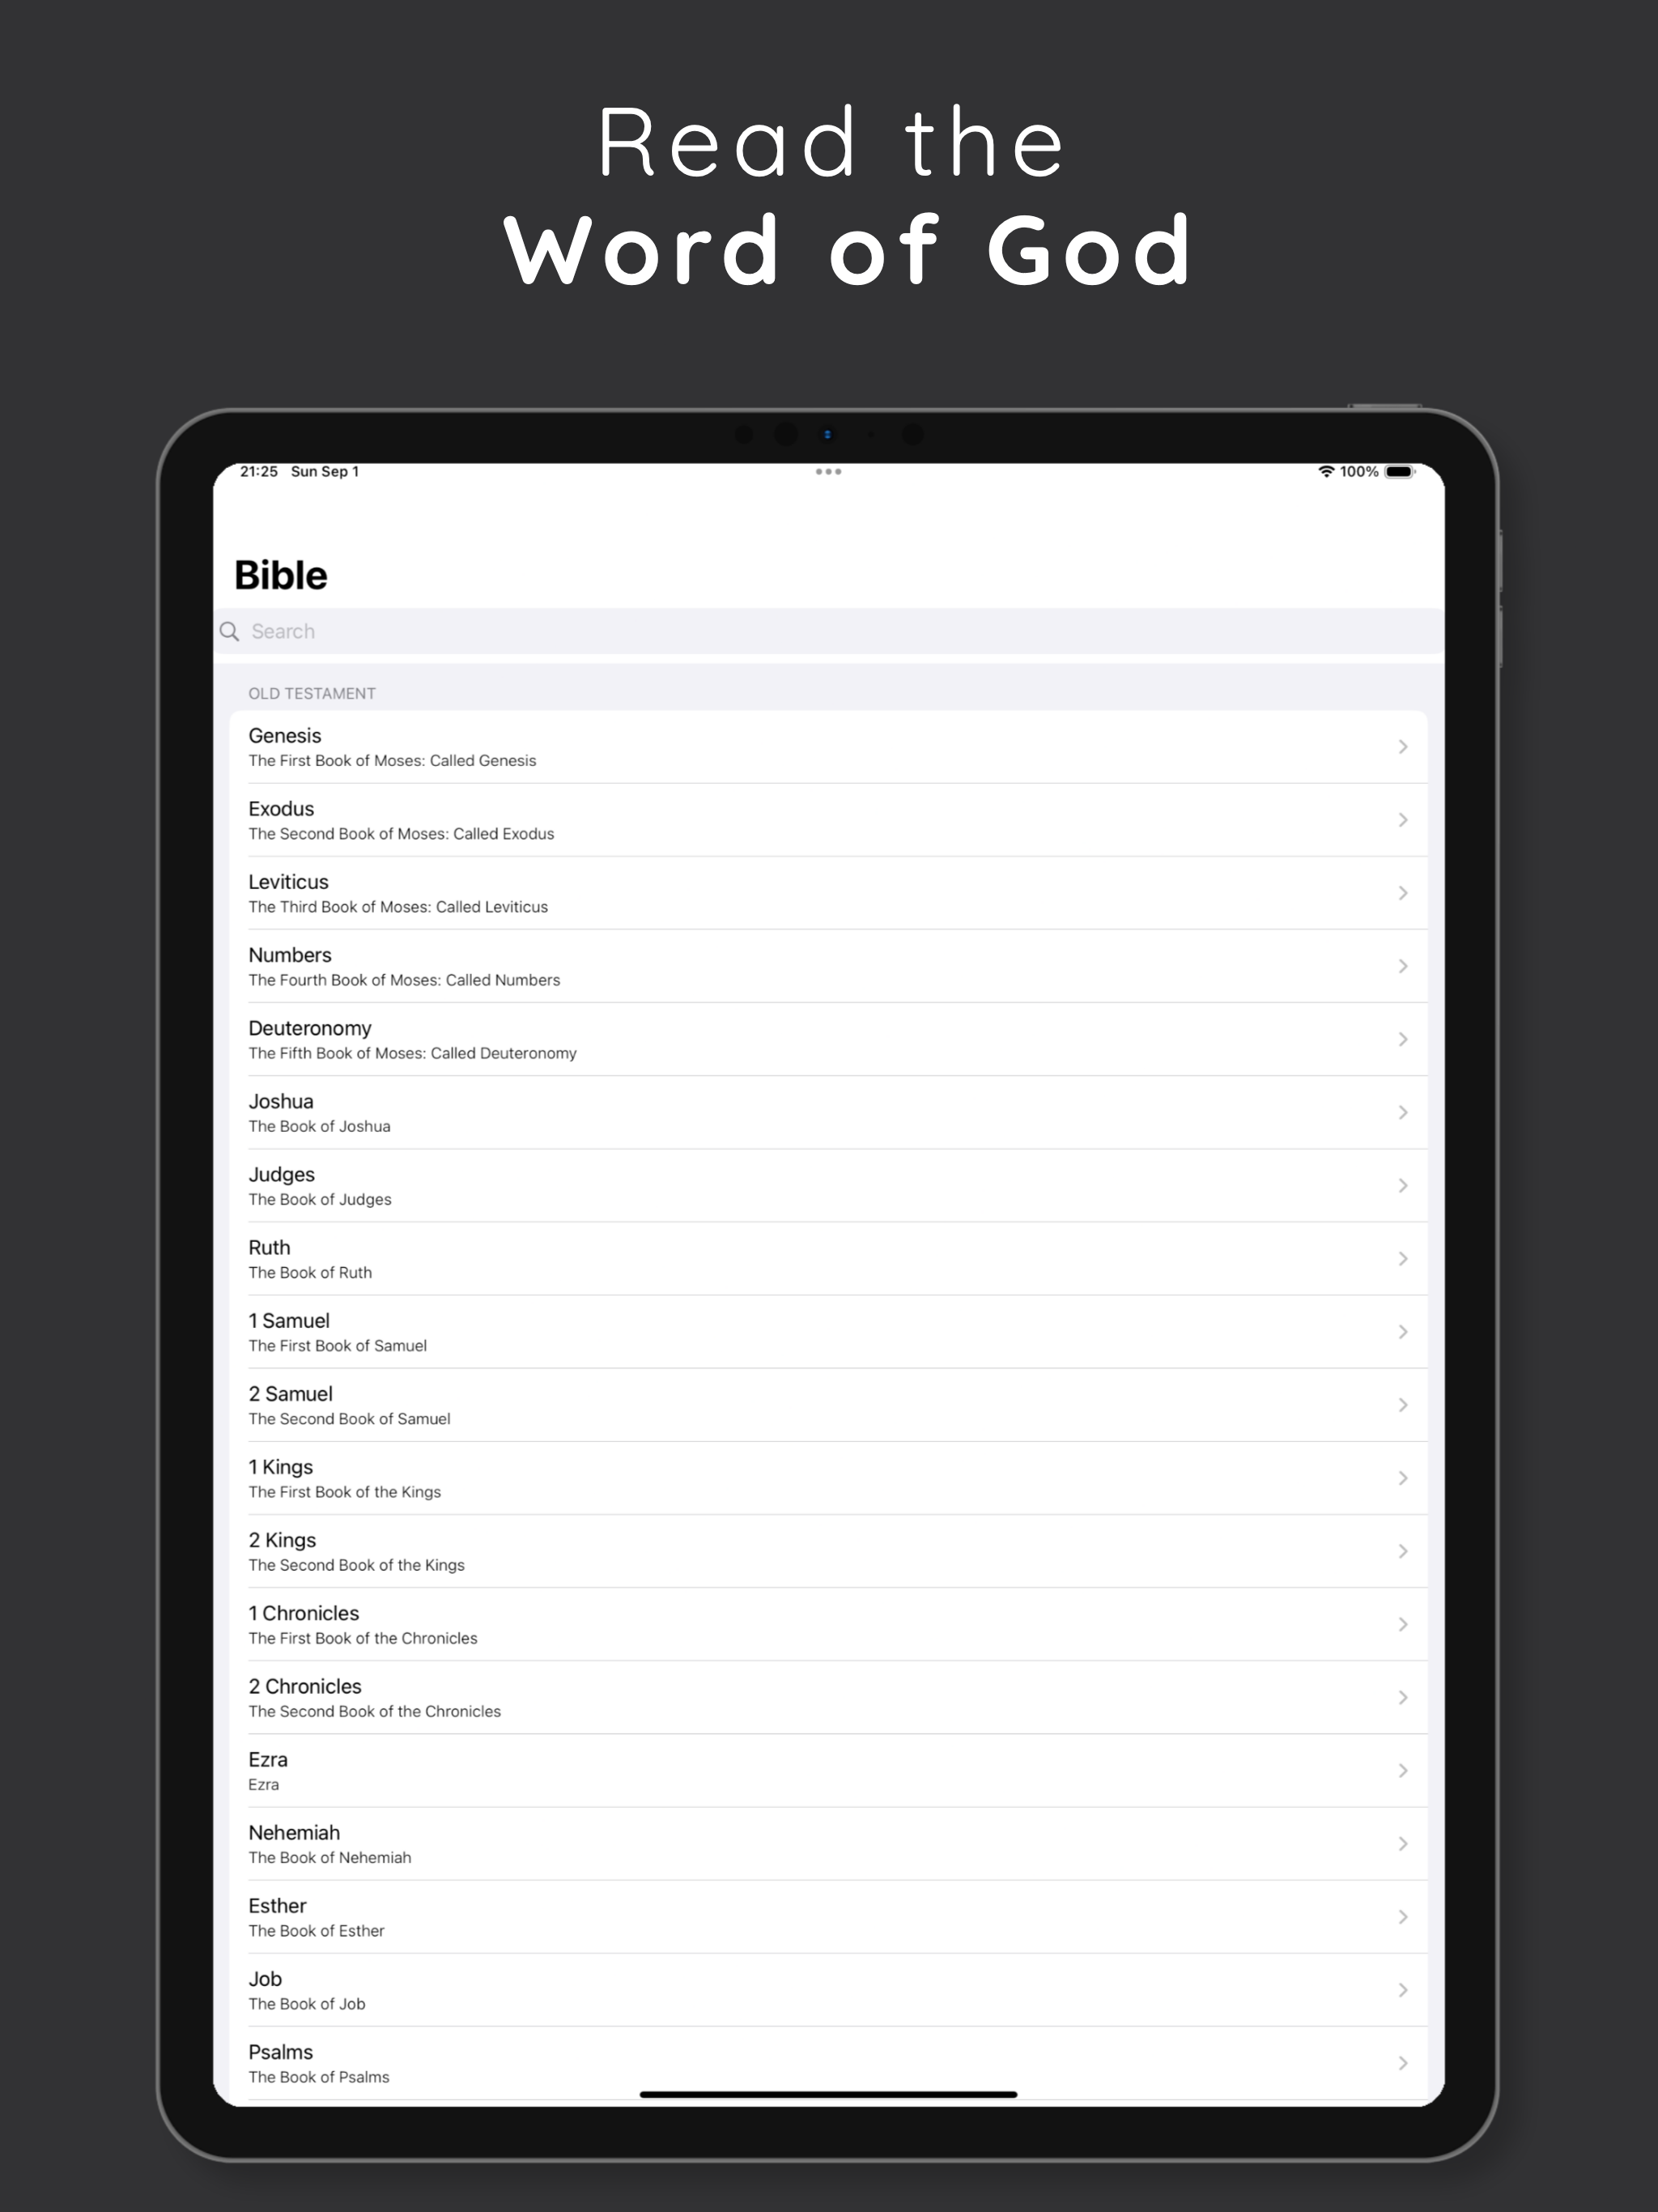 Read the
Word of God
21:25 Sun Sep 1
100%
Bible
Search
OLD TESTAMENT
Genesis
The First Book of Moses: Called Genesis
Exodus
The Second Book of Moses: Called Exodus
Leviticus
The Third Book of Moses: Called Leviticus
Numbers
The Fourth Book of Moses: Called Numbers
Deuteronomy
The Fifth Book of Moses: Called Deuteronomy
Joshua
The Book of Joshua
Judges
The Book of Judges
Ruth
The Book of Ruth
1 Samuel
The First Book of Samuel
2 Samuel
The Second Book of Samuel
1 Kings
The First Book of the Kings
2 Kings
The Second Book of the Kings
1 Chronicles
The First Book of the Chronicles
2 Chronicles
The Second Book of the Chronicles
Ezra
Ezra
Nehemiah
The Book of Nehemiah
Esther
The Book of Esther
Job
The Book of Job
Psalms
The Book of Psalms